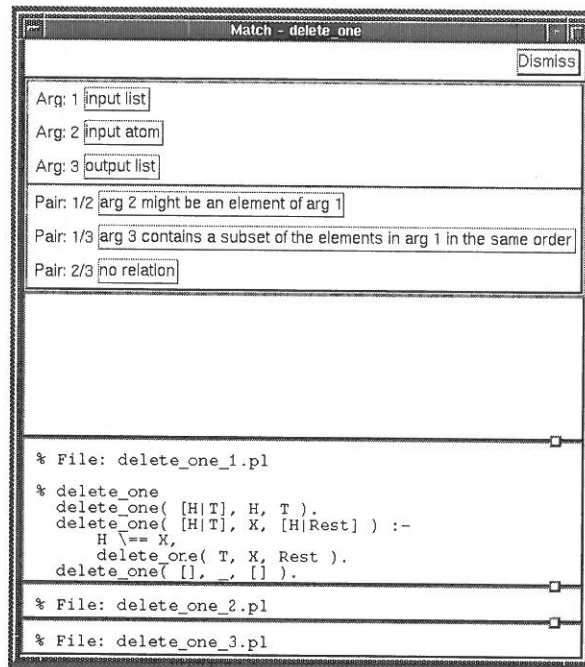 Match - delete_one
Dismiss
Arg: 1 input list
Arg: 2 input atom
Arg: 3 output list
Pair: 1/2 arg 2 might be an element of arg 1
Pair: 1/3 arg 3 contains a subset of the elements in arg 1 in the same order
Pair: 2/3 no relation
% File: delete_one_1.pl
% delete_one
delete_one( [H|T], H, T ).
delete_one( [H|T], X, [H|Rest] ) :-
H \== X,
delete_one( T, X, Rest ).
delete_one( [], _, [] ).
% File: delete_one_2.pl
% File: delete_one_3.pl